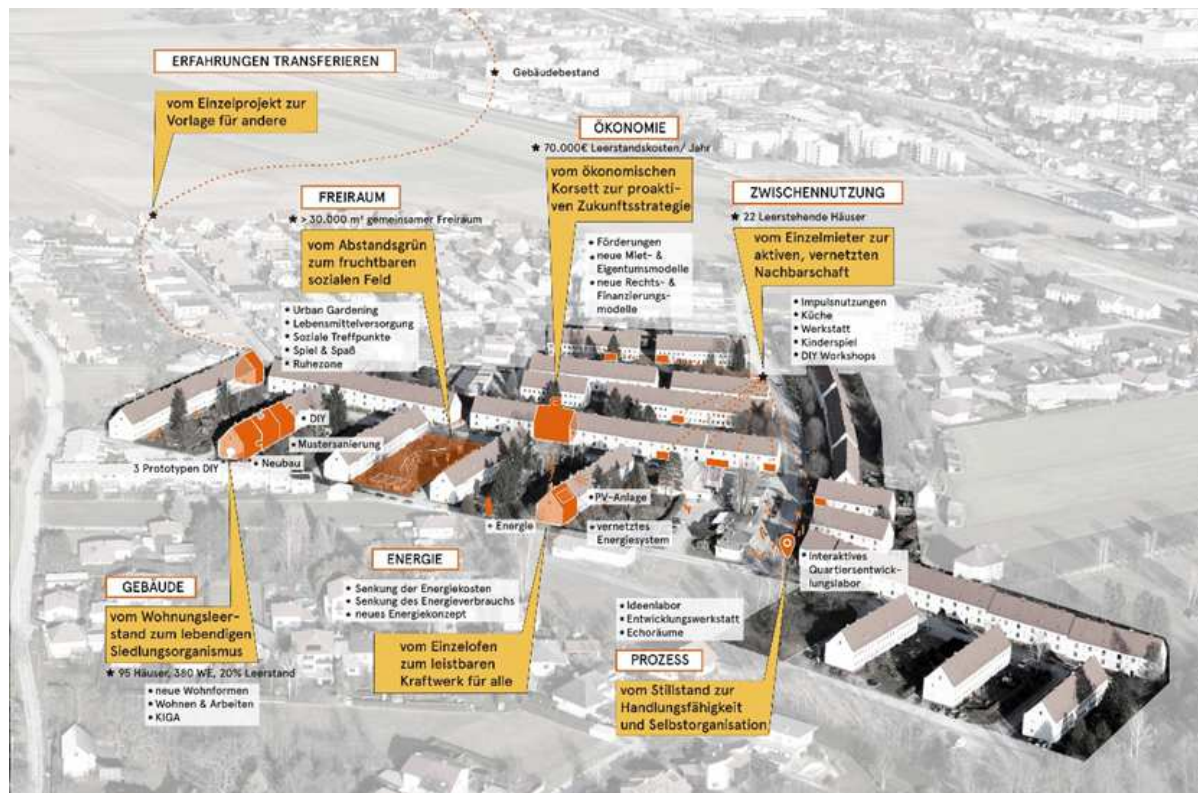 ERFAHRUNGEN TRANSFERIEREN
★ Gebäudebestand
vom Einzelprojekt zur
Vorlage für andere
ÖKONOMIE
★ 70.000€ Leerstandskosten/ Jahr
vom ökonomischen
Korsett zur proakti-
ven Zukunftsstrategie
• Förderungen
• neue Miet- &
Eigentumsmodelle
• neue Rechts- &
Finanzierungs-
modelle
ZWISCHENNUTZUNG
★ 22 Leerstehende Häuser
vom Einzelmieter zur
aktiven, vernetzten
Nachbarschaft
• Impulsnutzungen
• Küche
• Werkstatt
• Kinderspiel
• DIY Workshops
FREIRAUM
★ > 30.000 m² gemeinsamer Freiraum
vom Abstandsgrün
zum fruchtbaren
sozialen Feld
• Urban Gardening
• Lebensmittelversorgung
• Soziale Treffpunkte
• Spiel & Spaß
• Ruhezone
• DIY
• Mustersanierung
• Neubau
3 Prototypen DIY
• PV-Anlage
+ Energie
• vernetztes
Energiesystem
• Interaktives
Quartiersentwick-
lungslabor
GEBÄUDE
vom Wohnungsleer-
stand zum lebendigen
Siedlungsorganismus
★ 95 Häuser, 380 WE, 20% Leerstand
• neue Wohnformen
• Wohnen & Arbeiten
• KIGA
ENERGIE
• Senkung der Energiekosten
• Senkung des Energieverbrauchs
• neues Energiekonzept
vom Einzelofen
zum leistbaren
Kraftwerk für alle
• Ideenlabor
• Entwicklungswerkstatt
• Echoräume
PROZESS
vom Stillstand zur
Handlungsfähigkeit
und Selbstorganisation